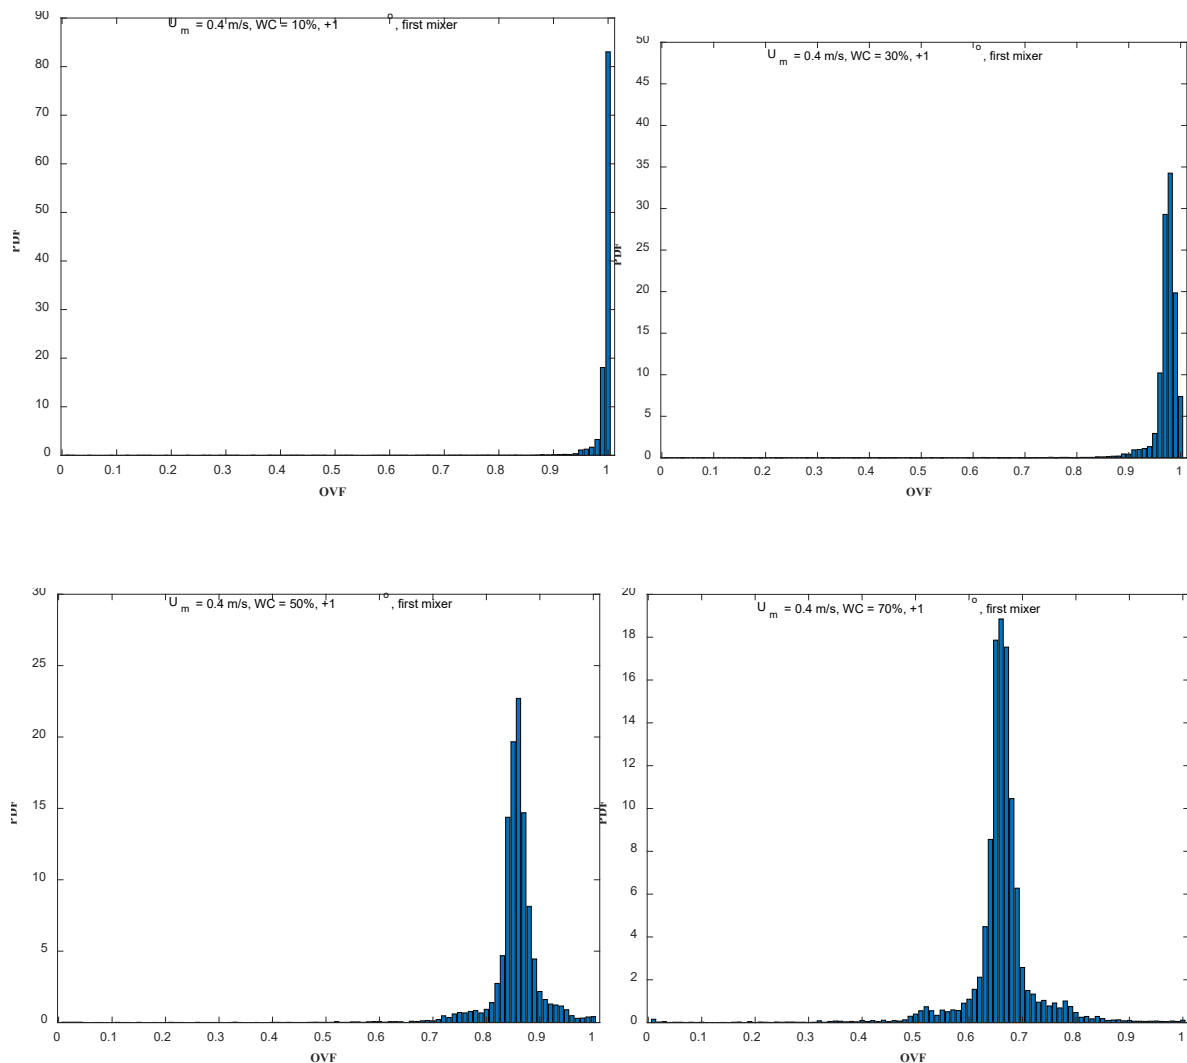 U m = 0.4 m/s, WC = 10%, +1 o , first mixer
90
80
70
60
50
40
30
20
10
0
PDF
0 0.1 0.2 0.3 0.4 0.5 0.6 0.7 0.8 0.9 1
OVF
U m = 0.4 m/s, WC = 30%, +1 o , first mixer
50
45
40
35
30
25
20
15
10
5
0
PDF
0 0.1 0.2 0.3 0.4 0.5 0.6 0.7 0.8 0.9 1
OVF
U m = 0.4 m/s, WC = 50%, +1 o , first mixer
30
25
20
15
10
5
0
PDF
0 0.1 0.2 0.3 0.4 0.5 0.6 0.7 0.8 0.9 1
OVF
U m = 0.4 m/s, WC = 70%, +1 o , first mixer
20
18
16
14
12
10
8
6
4
2
0
PDF
0 0.1 0.2 0.3 0.4 0.5 0.6 0.7 0.8 0.9 1
OVF